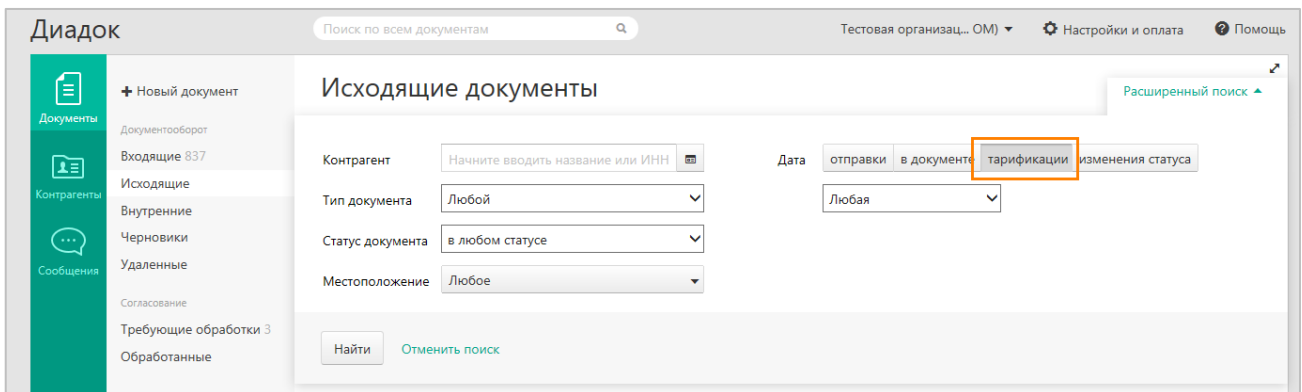 Диадок
Поиск по всем документам
Тестовая организац... ОМ)
Настройки и оплата
Помощь
Документы
Контрагенты
Сообщения
Новый документ
Документооборот
Входящие 837
Исходящие
Внутренние
Черновики
Удаленные
Согласование
Требующие обработки 3
Обработанные
Исходящие документы
Расширенный поиск
Контрагент
Начните вводить название или ИНН
Дата
отправки
в документе
тарификации
изменения статуса
Тип документа
Любой
Любая
Статус документа
в любом статусе
Местоположение
Любое
Найти
Отменить поиск